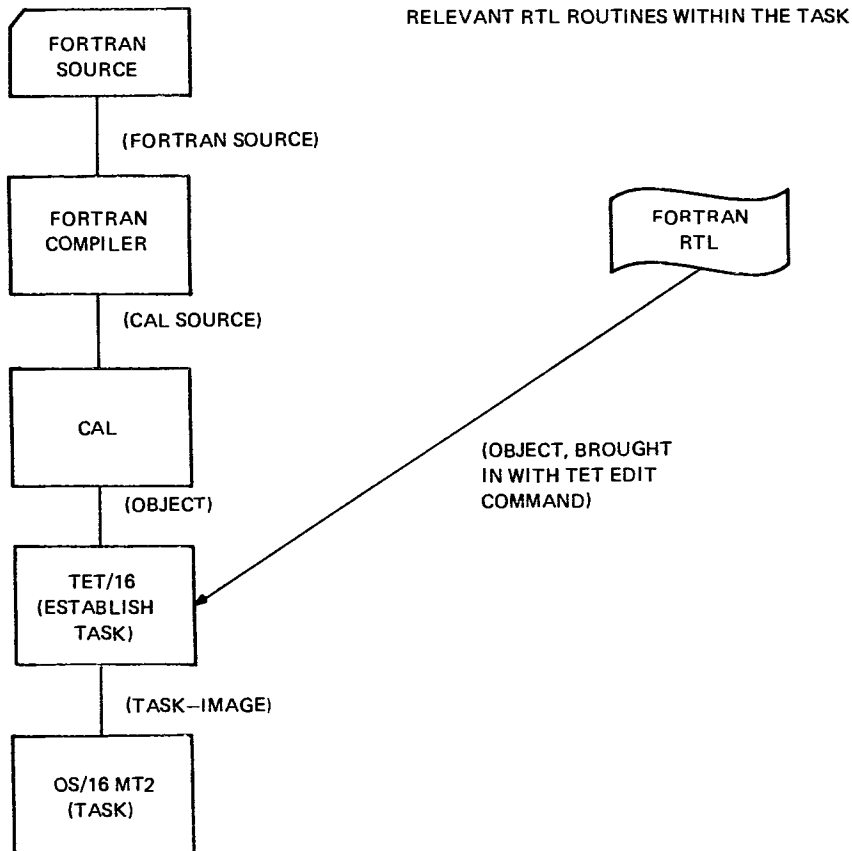 RELEVANT RTL ROUTINES WITHIN THE TASK
FORTRAN
SOURCE
(FORTRAN SOURCE)
FORTRAN
COMPILER
FORTRAN
RTL
(CAL SOURCE)
CAL
(OBJECT, BROUGHT
IN WITH TET EDIT
COMMAND)
(OBJECT)
TET/16
(ESTABLISH
TASK)
(TASK-IMAGE)
OS/16 MT2
(TASK)